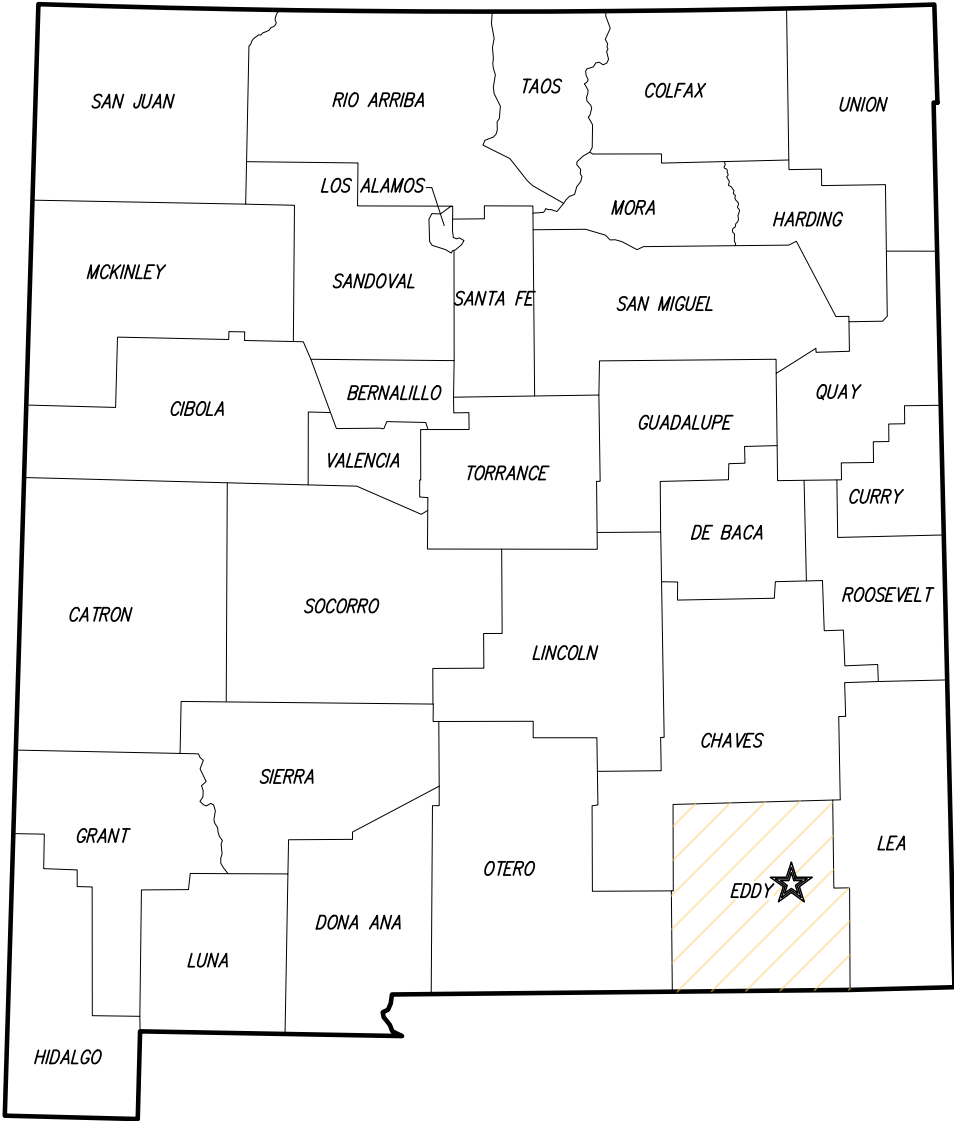 SAN JUAN
RIO ARRIBA
TAOS
COLFAX
UNION
LOS ALAMOS
MORA
HARDING
MCKINLEY
SANDOVAL
SANTA FE
SAN MIGUEL
CIBOLA
BERNALILLO
QUAY
GUADALUPE
VALENCIA
TORRANCE
CURRY
DE BACA
ROOSEVELT
CATRON
SOCORRO
LINCOLN
CHAVES
SIERRA
GRANT
LEA
OTERO
EDDY
DONA ANA
LUNA
HIDALGO